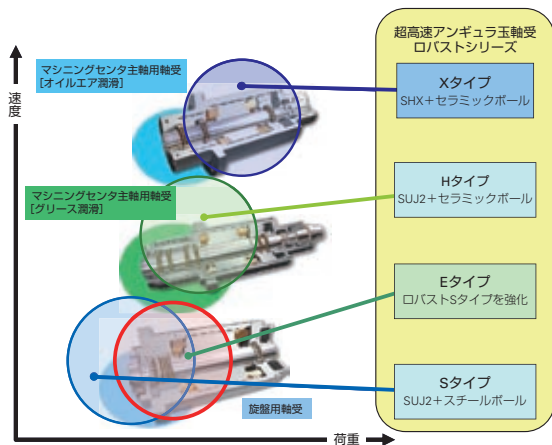 超高速アンギュラ玉軸受
ロバストシリーズ
マシニングセンタ主軸用軸受
[オイルエア潤滑]
Xタイプ
SHX+セラミックボール
速度
マシニングセンタ主軸用軸受
[グリース潤滑]
Hタイプ
SUJ2+セラミックボール
Eタイプ
ロバストSタイプを強化
Sタイプ
SUJ2+スチールボール
旋盤用軸受
荷重